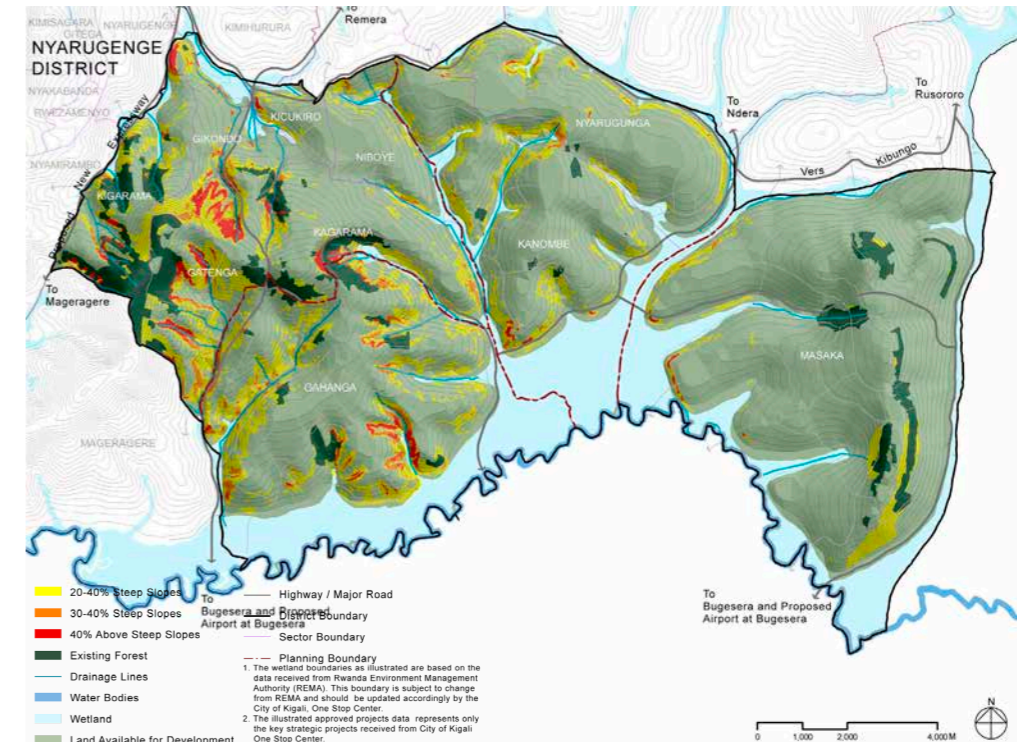 To
Remera
KIMISAGARA
NYARUGENGE
GITEGA
KIMIHURURA
NYARUGENGE
DISTRICT
NYAKABANDA
RWEZAMENYO
NYAMIRAMBO
Proposed New Expressway
KICUKIRO
GIKONDO
NIBOYE
NYARUGUNGA
To
Ndera
To
Rusororo
Vers Kibungo
KIGARAMA
KAGARAMA
KANOMBE
GATENGA
To
Mageragere
MASAKA
GAHANGA
MAGERAGERE
To
Bugesera and Proposed
Airport at Bugesera
To
Bugesera and Proposed
Airport at Bugesera
20-40% Steep Slopes
30-40% Steep Slopes
40% Above Steep Slopes
Existing Forest
Drainage Lines
Water Bodies
Wetland
Land Available for Development
Highway / Major Road
District Boundary
Sector Boundary
Planning Boundary
1. The wetland boundaries as illustrated are based on the
data received from Rwanda Environment Management
Authority (REMA). This boundary is subject to change
from REMA and should be updated accordingly by the
City of Kigali, One Stop Center.
2. The illustrated approved projects data represents only
the key strategic projects received from City of Kigali
One Stop Center.
N
0 1,000 2,000 4,000 M